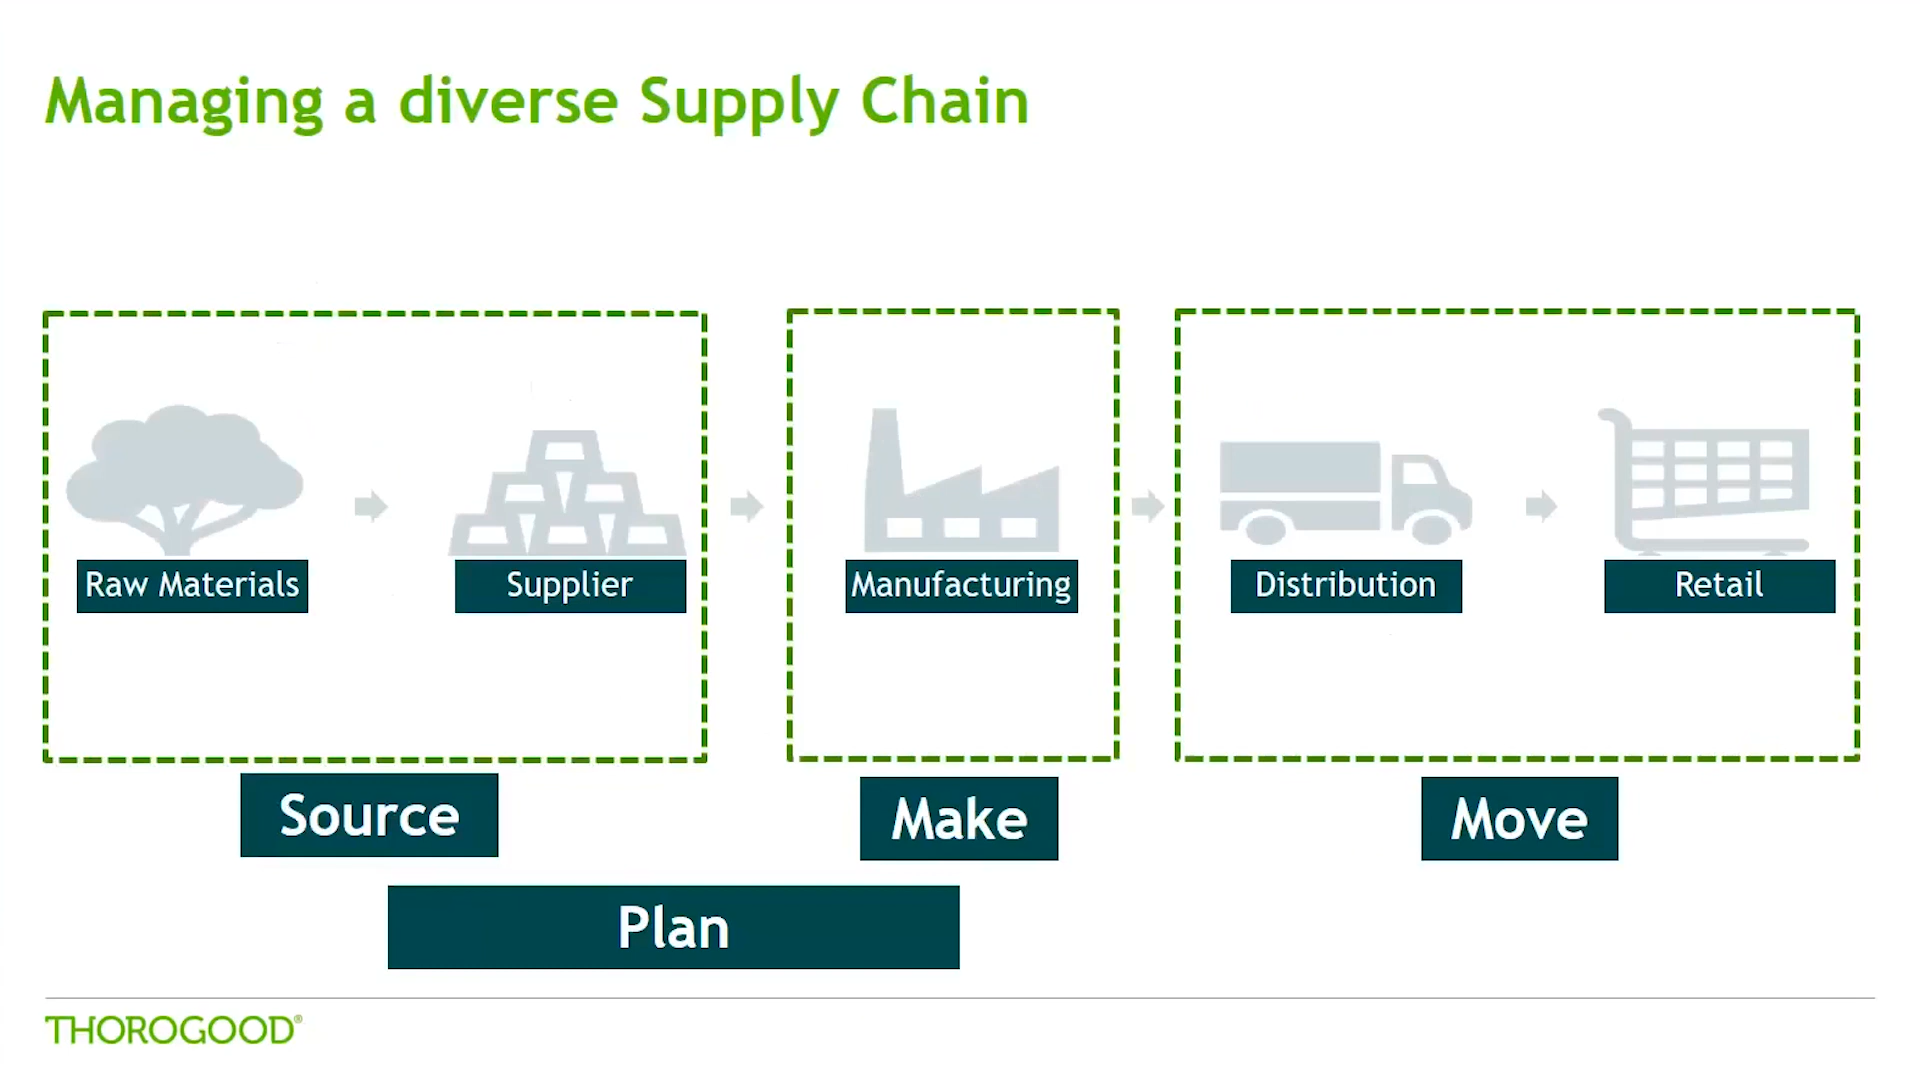 Managing a diverse Supply Chain
Raw Materials
Supplier
Manufacturing
Distribution
Retail
Source
Make
Move
Plan
THOROGOOD®